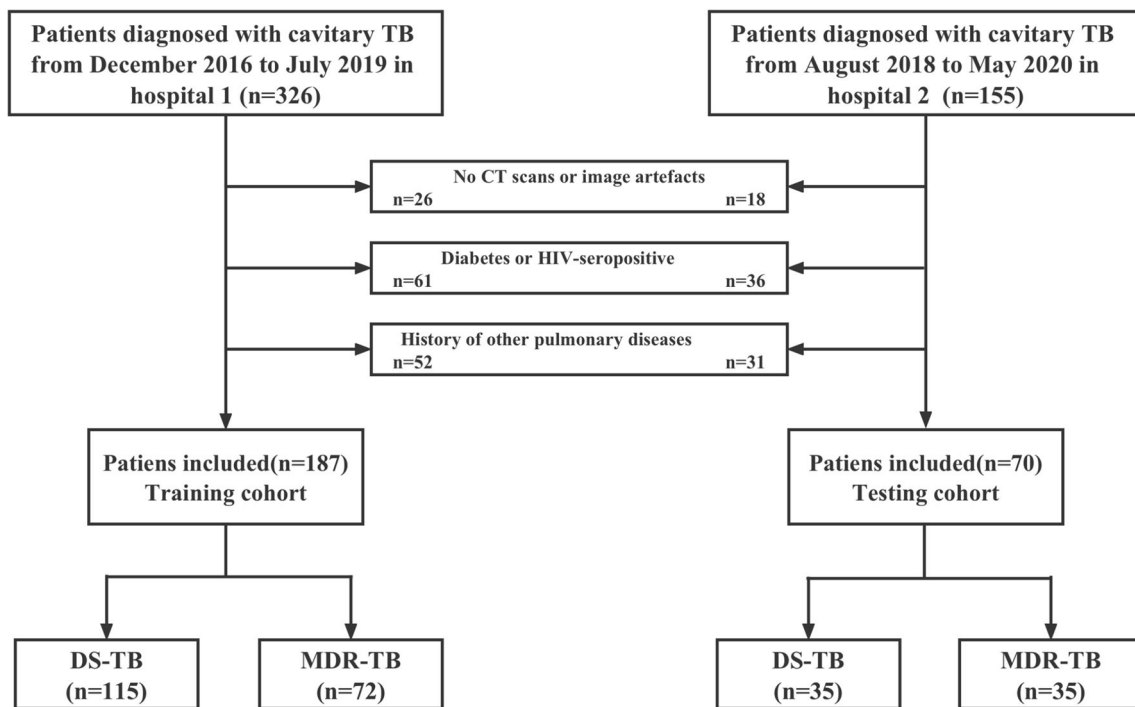 Patients diagnosed with cavitary TB
from December 2016 to July 2019 in
hospital 1 (n=326)
Patients diagnosed with cavitary TB
from August 2018 to May 2020 in
hospital 2 (n=155)
No CT scans or image artefacts
n=26 n=18
Diabetes or HIV-seropositive
n=61 n=36
History of other pulmonary diseases
n=52 n=31
Patiens included(n=187)
Training cohort
Patiens included(n=70)
Testing cohort
DS-TB
(n=115)
MDR-TB
(n=72)
DS-TB
(n=35)
MDR-TB
(n=35)